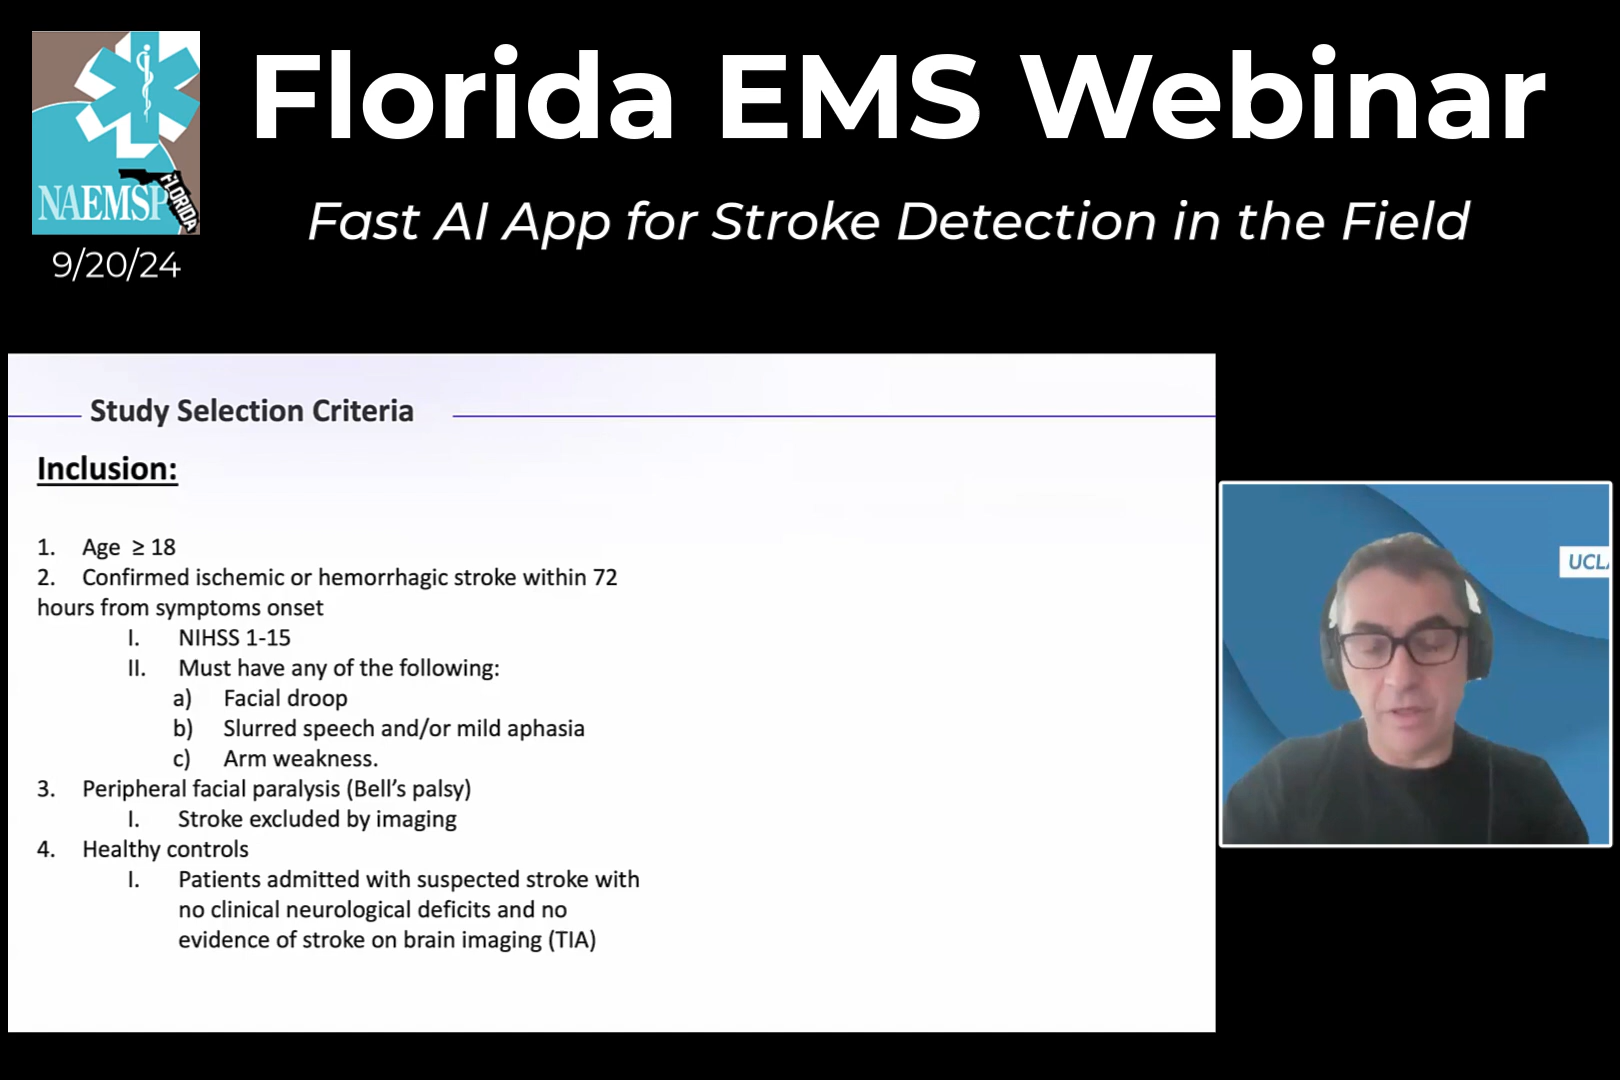 Florida EMS Webinar
Fast AI App for Stroke Detection in the Field
NAEMSP
FLORIDA
9/20/24
Study Selection Criteria
Inclusion:
1. Age ≥ 18
2. Confirmed ischemic or hemorrhagic stroke within 72
hours from symptoms onset
I. NIHSS 1-15
II. Must have any of the following:
a) Facial droop
b) Slurred speech and/or mild aphasia
c) Arm weakness.
3. Peripheral facial paralysis (Bell's palsy)
I. Stroke excluded by imaging
4. Healthy controls
I. Patients admitted with suspected stroke with
no clinical neurological deficits and no
evidence of stroke on brain imaging (TIA)
UCL